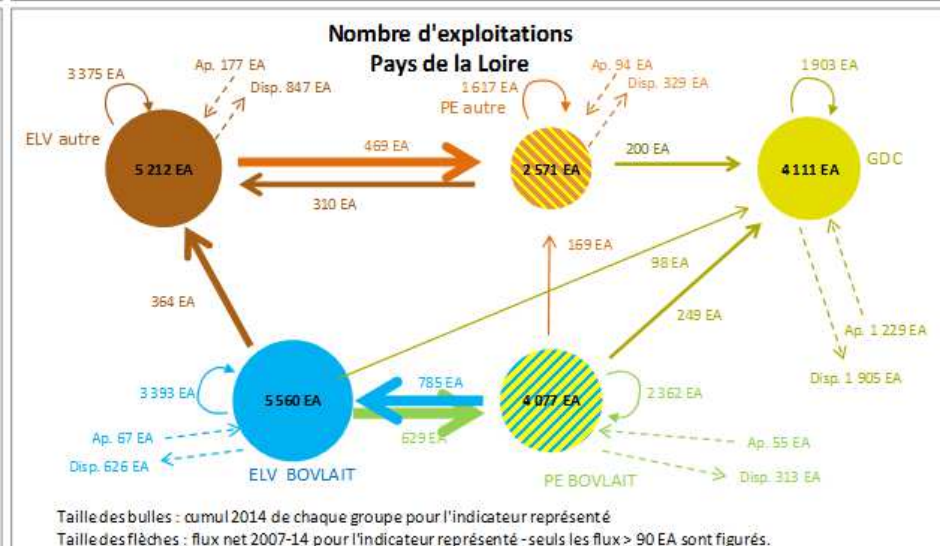 Nombre d'exploitations
Pays de la Loire
3 375 EA
Ap. 177 EA
Disp. 847 EA
ELV autre
5 212 EA
469 EA
310 EA
1 617 EA
PE autre
Ap. 94 EA
Disp. 329 EA
2 571 EA
200 EA
1 903 EA
4 111 EA
GDC
364 EA
169 EA
98 EA
249 EA
Ap. 1 229 EA
Disp. 1 905 EA
3 393 EA
5 560 EA
785 EA
629 EA
4 077 EA
2 362 EA
Ap. 67 EA
Disp. 626 EA
ELV BOVLAIT
PE BOVLAIT
Ap. 55 EA
Disp. 313 EA
Taille des bulles : cumul 2014 de chaque groupe pour l'indicateur représenté
Taille des flèches : flux net 2007-14 pour l'indicateur représenté - seuls les flux > 90 EA sont figurés.